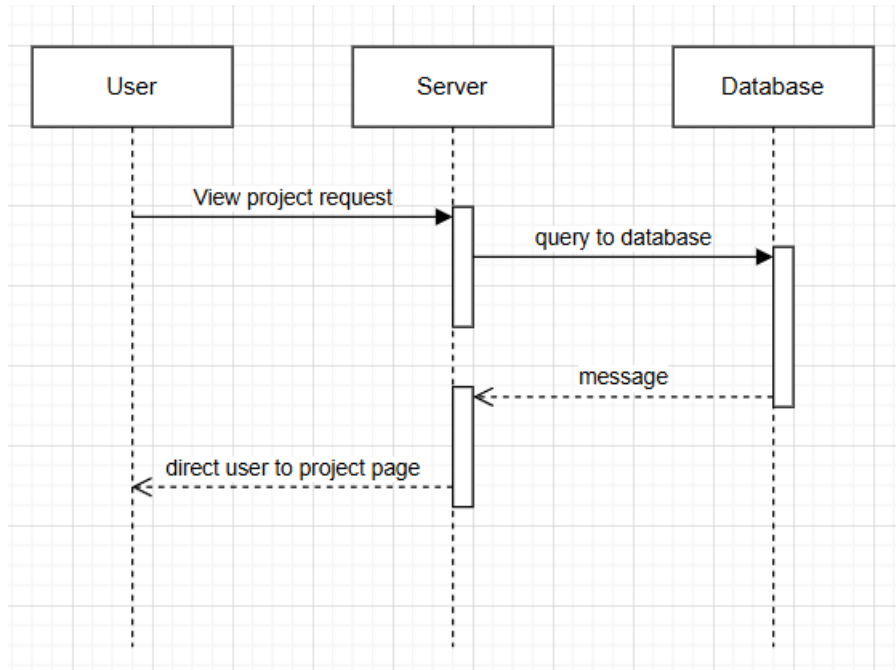 User
Server
Database
View project request
query to database
message
direct user to project page